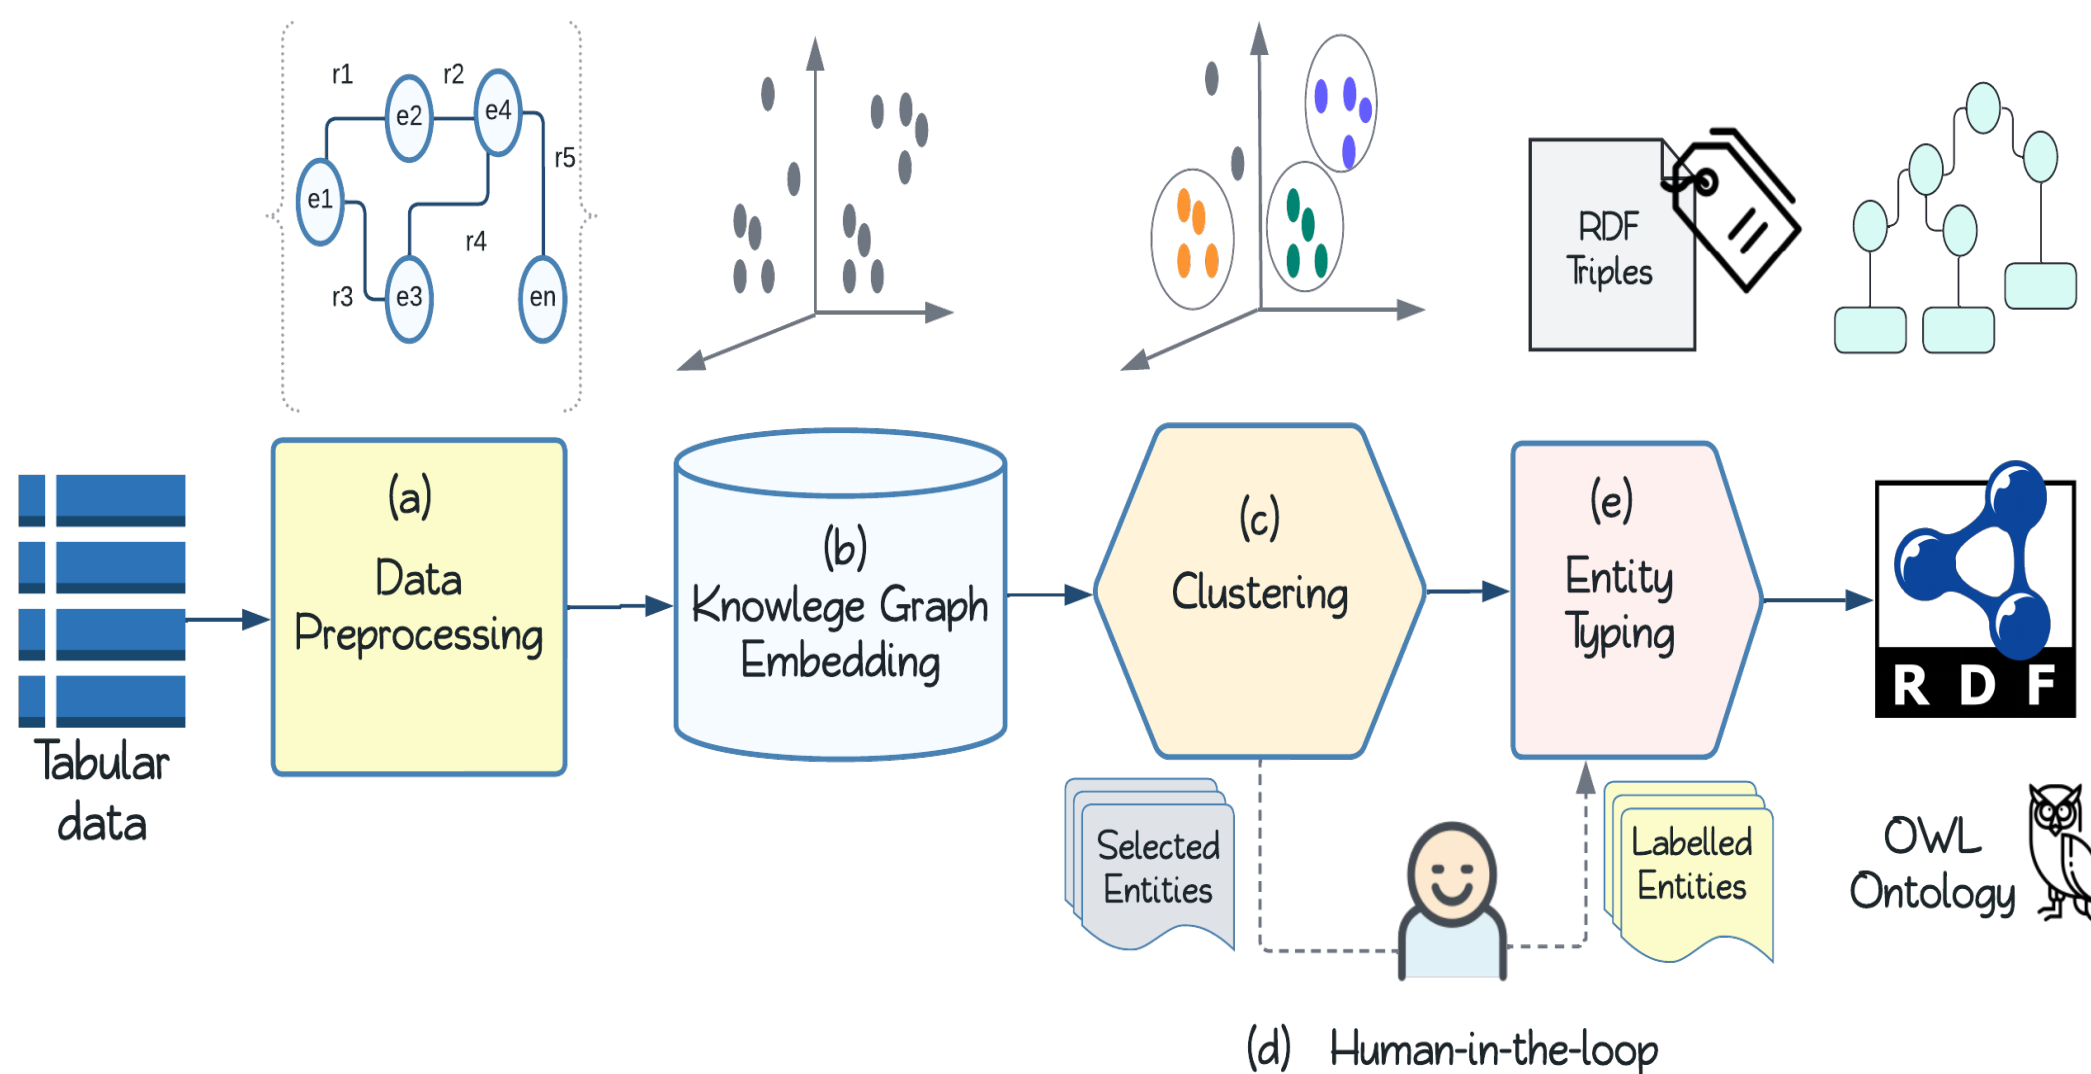 r1
r2
e2
e4
r5
e1
r4
r3
e3
en
RDF
Triples
(a)
Data
Preprocessing
(b)
Knowlege Graph
Embedding
(c)
Clustering
(e)
Entity
Typing
R D F
Tabular
data
Selected
Entities
Labelled
Entities
OWL
Ontology
(d) Human-in-the-loop